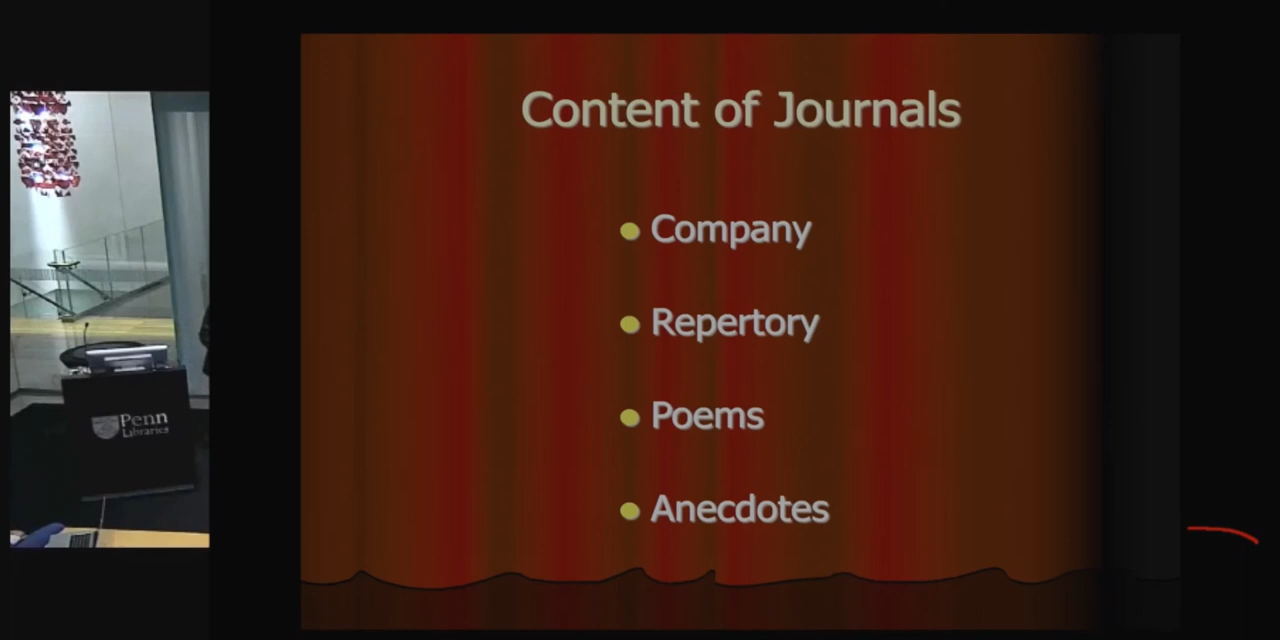 Content of Journals
Company
Repertory
Poems
Anecdotes
Penn
Libraries